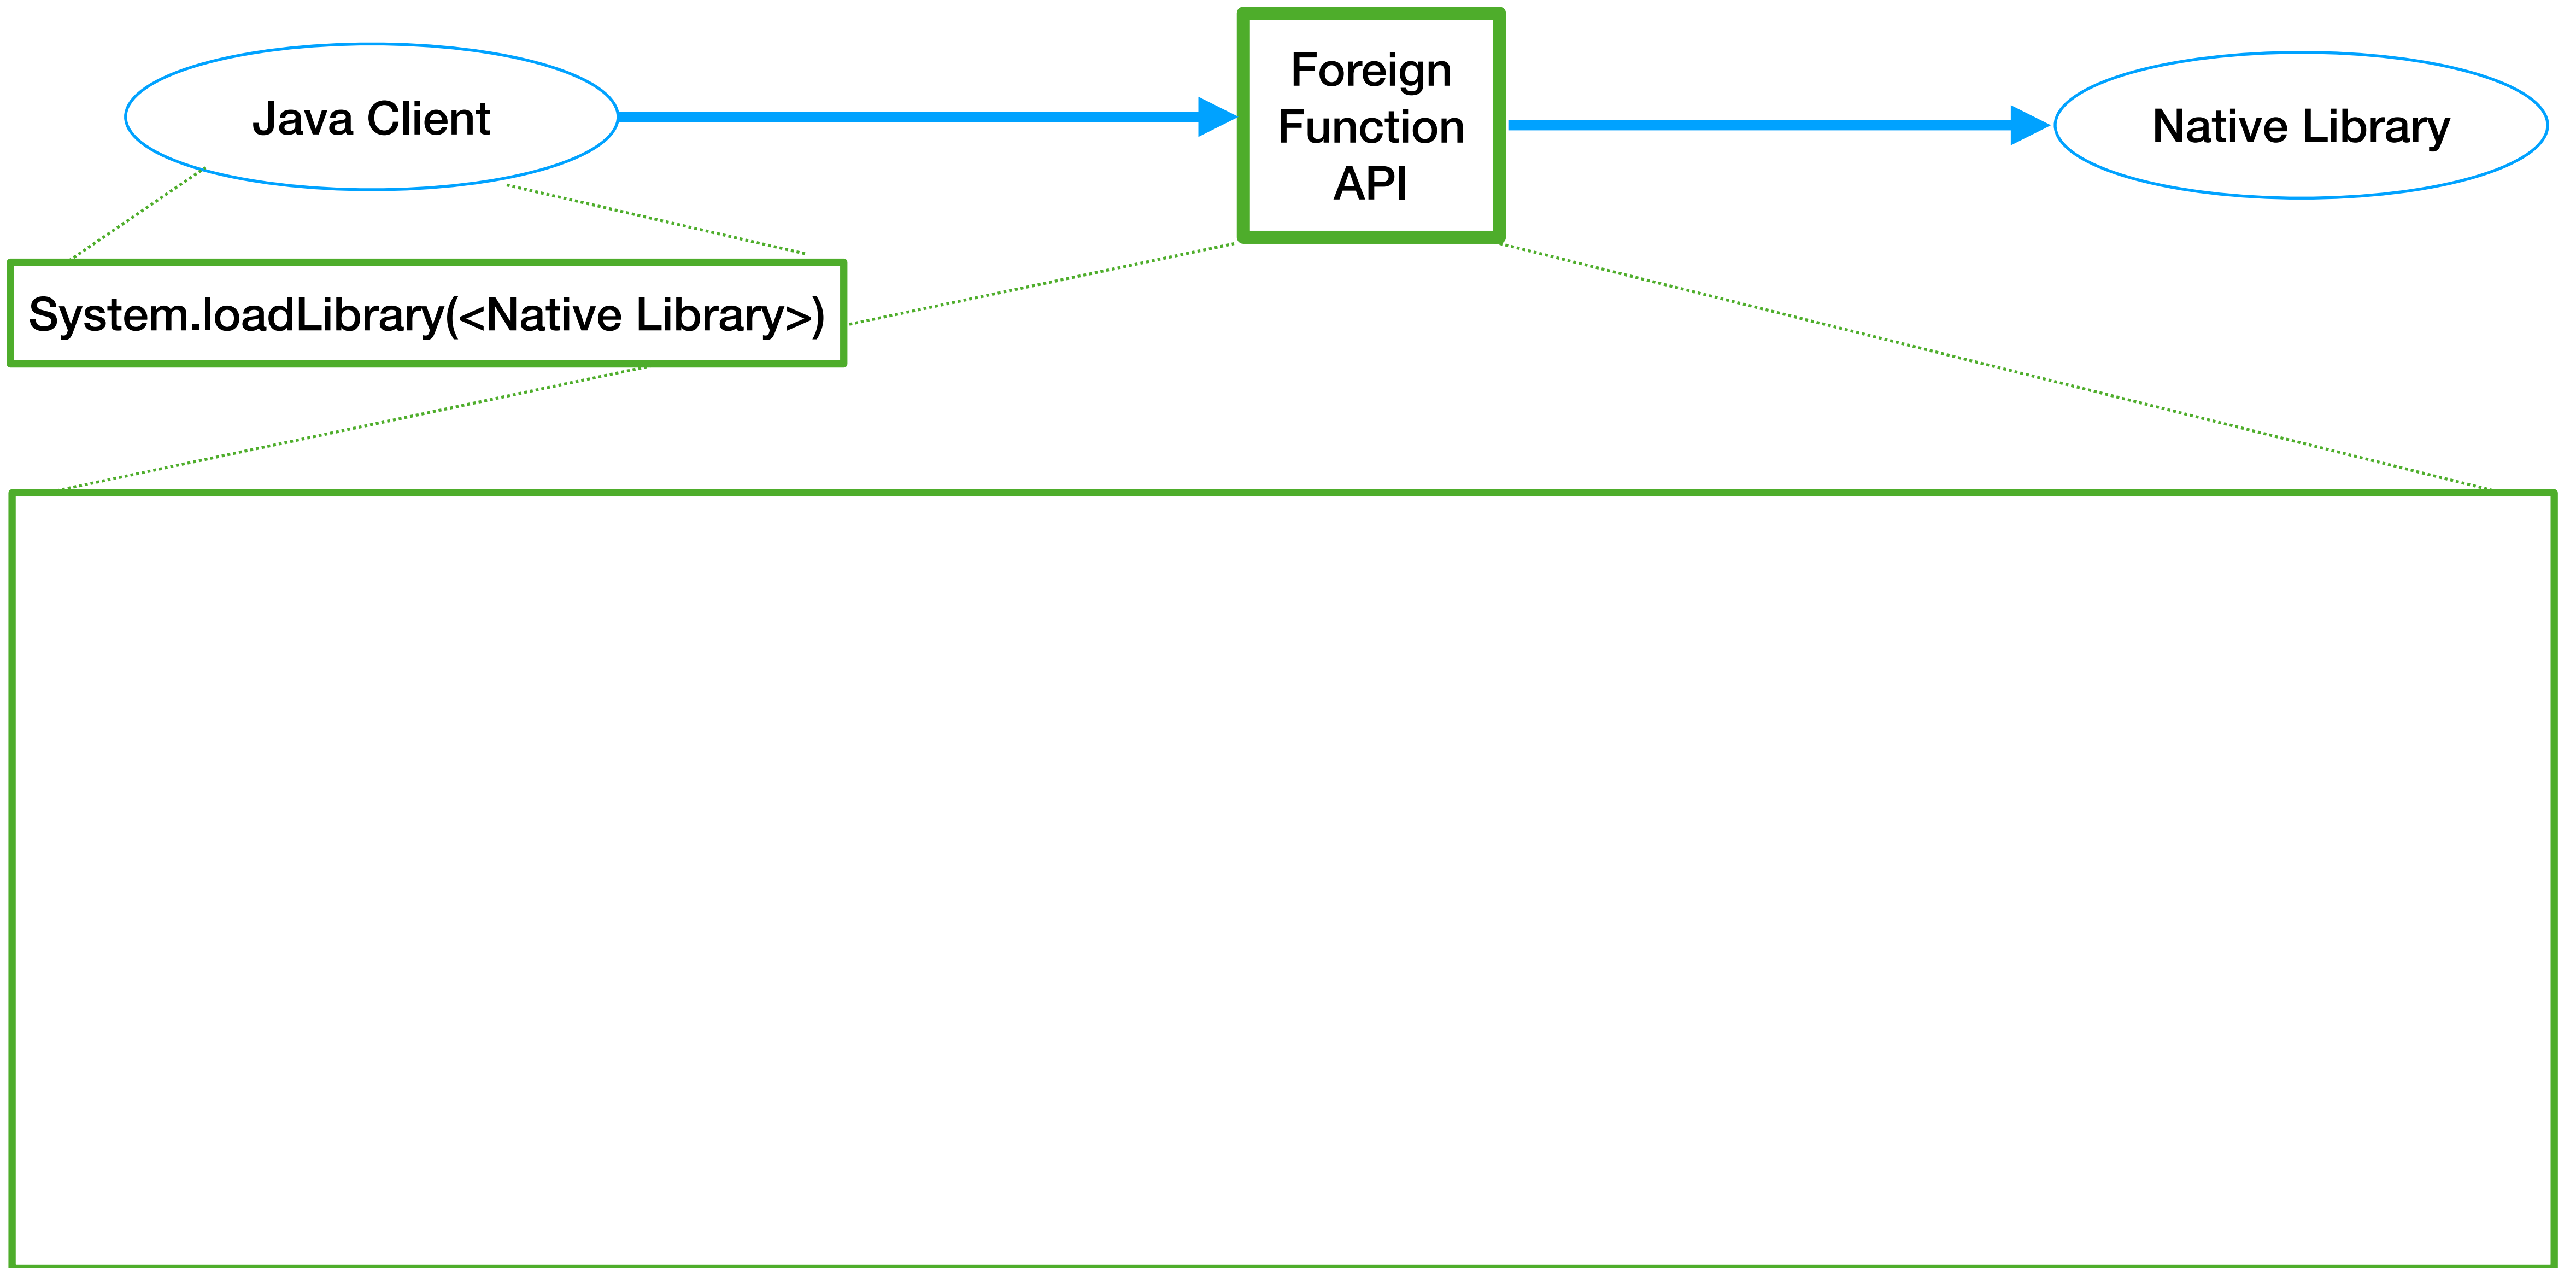 Java Client
Foreign
Function
API
Native Library
System.loadLibrary(<Native Library>)